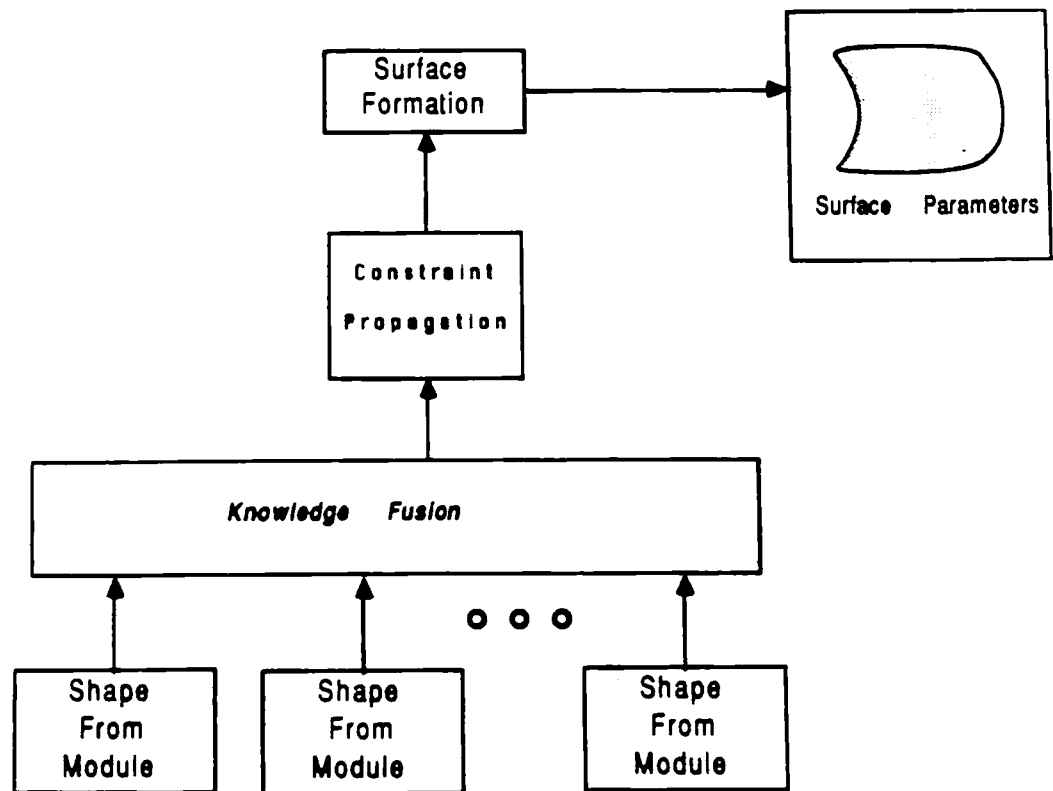 Surface
Formation
Surface Parameters
Constraint
Propagation
Knowledge Fusion
Shape
From
Module
Shape
From
Module
Shape
From
Module